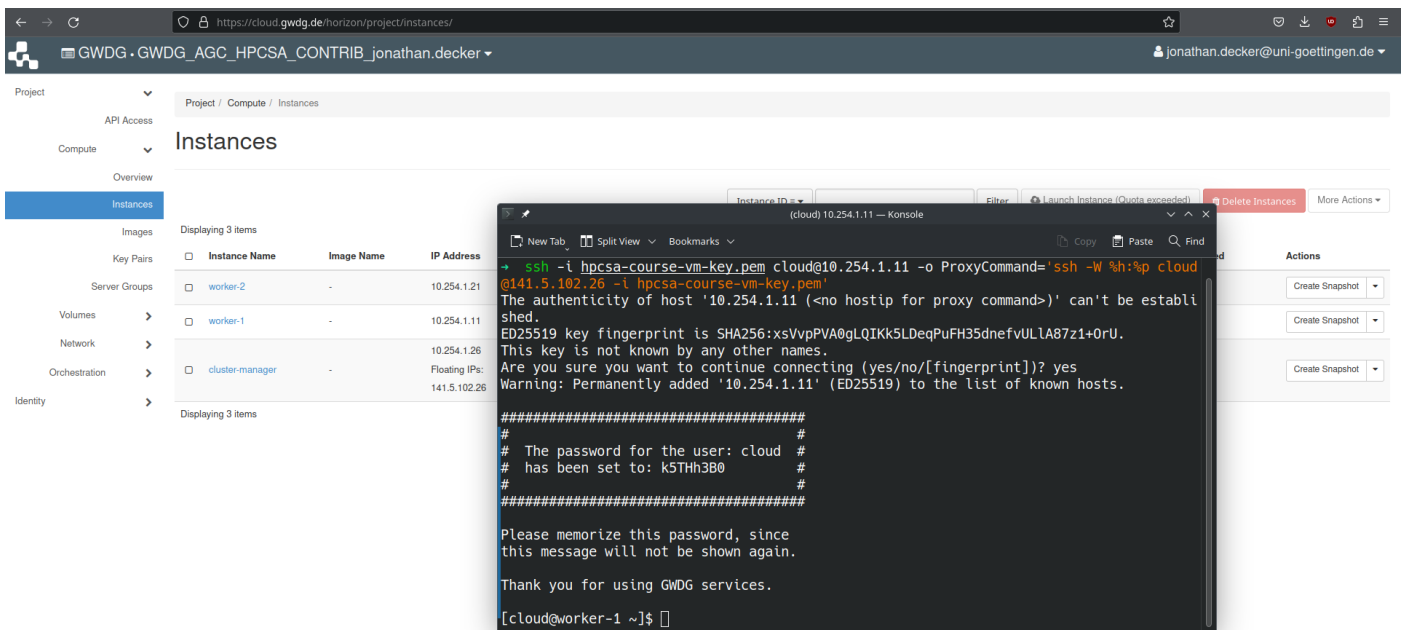 https://cloud.gwdg.de/horizon/project/instances/
GWDG • GWDG_AGC_HPCSA_CONTRIB_jonathan.decker
jonathan.decker@uni-goettingen.de
Project
API Access
Compute
Overview
Instances
Images
Key Pairs
Server Groups
Volumes
Network
Orchestration
Identity
Project / Compute / Instances
Instances
Instance ID =
Filter
Launch Instance (Quota exceeded)
Delete Instances
More Actions
Displaying 3 items
Instance Name Image Name IP Address Actions
worker-2 - 10.254.1.21 Create Snapshot
worker-1 - 10.254.1.11 Create Snapshot
cluster-manager - 10.254.1.26 Create Snapshot
Floating IPs:
141.5.102.26
Displaying 3 items
(cloud) 10.254.1.11 — Konsole
New Tab Split View Bookmarks Copy Paste Find
→ ssh -i hpcsa-course-vm-key.pem cloud@10.254.1.11 -o ProxyCommand='ssh -W %h:%p cloud
@141.5.102.26 -i hpcsa-course-vm-key.pem'
The authenticity of host '10.254.1.11 (<no hostip for proxy command>)' can't be establi
shed.
ED25519 key fingerprint is SHA256:xsVvpPVA0gLQIKk5LDeqPuFH35dnefvULlA87z1+OrU.
This key is not known by any other names.
Are you sure you want to continue connecting (yes/no/[fingerprint])? yes
Warning: Permanently added '10.254.1.11' (ED25519) to the list of known hosts.
######################################
# #
# The password for the user: cloud #
# has been set to: k5THh3B0 #
# #
######################################
Please memorize this password, since
this message will not be shown again.
Thank you for using GWDG services.
[cloud@worker-1 ~]$